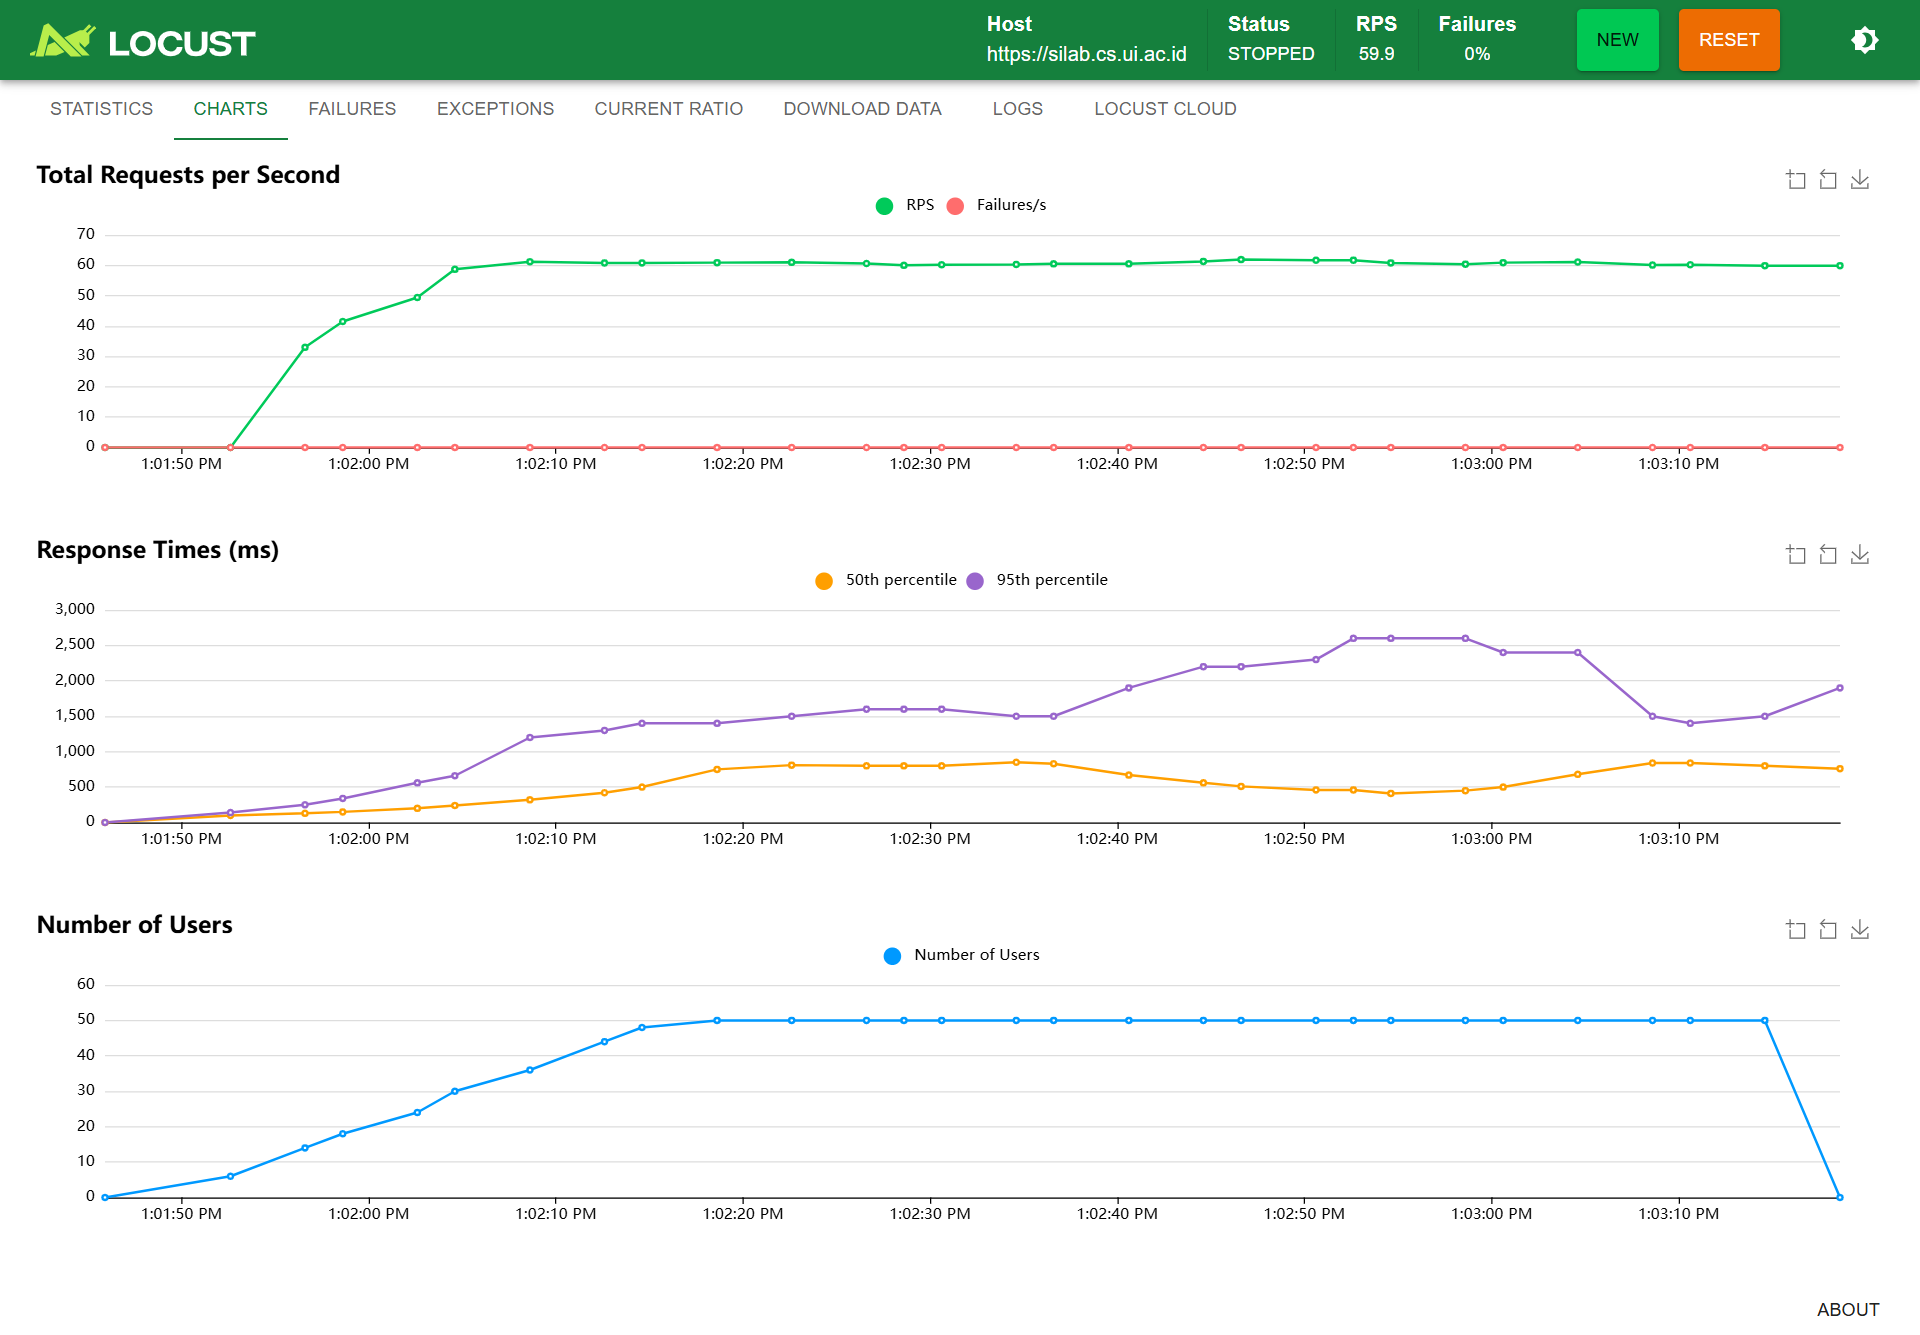 LOCUST
Host
https://silab.cs.ui.ac.id
Status
STOPPED
RPS
59.9
Failures
0%
NEW
RESET
STATISTICS
CHARTS
FAILURES
EXCEPTIONS
CURRENT RATIO
DOWNLOAD DATA
LOGS
LOCUST CLOUD
Total Requests per Second
RPS
Failures/s
70
60
50
40
30
20
10
0
1:01:50 PM
1:02:00 PM
1:02:10 PM
1:02:20 PM
1:02:30 PM
1:02:40 PM
1:02:50 PM
1:03:00 PM
1:03:10 PM
Response Times (ms)
50th percentile
95th percentile
3,000
2,500
2,000
1,500
1,000
500
0
1:01:50 PM
1:02:00 PM
1:02:10 PM
1:02:20 PM
1:02:30 PM
1:02:40 PM
1:02:50 PM
1:03:00 PM
1:03:10 PM
Number of Users
Number of Users
60
50
40
30
20
10
0
1:01:50 PM
1:02:00 PM
1:02:10 PM
1:02:20 PM
1:02:30 PM
1:02:40 PM
1:02:50 PM
1:03:00 PM
1:03:10 PM
ABOUT